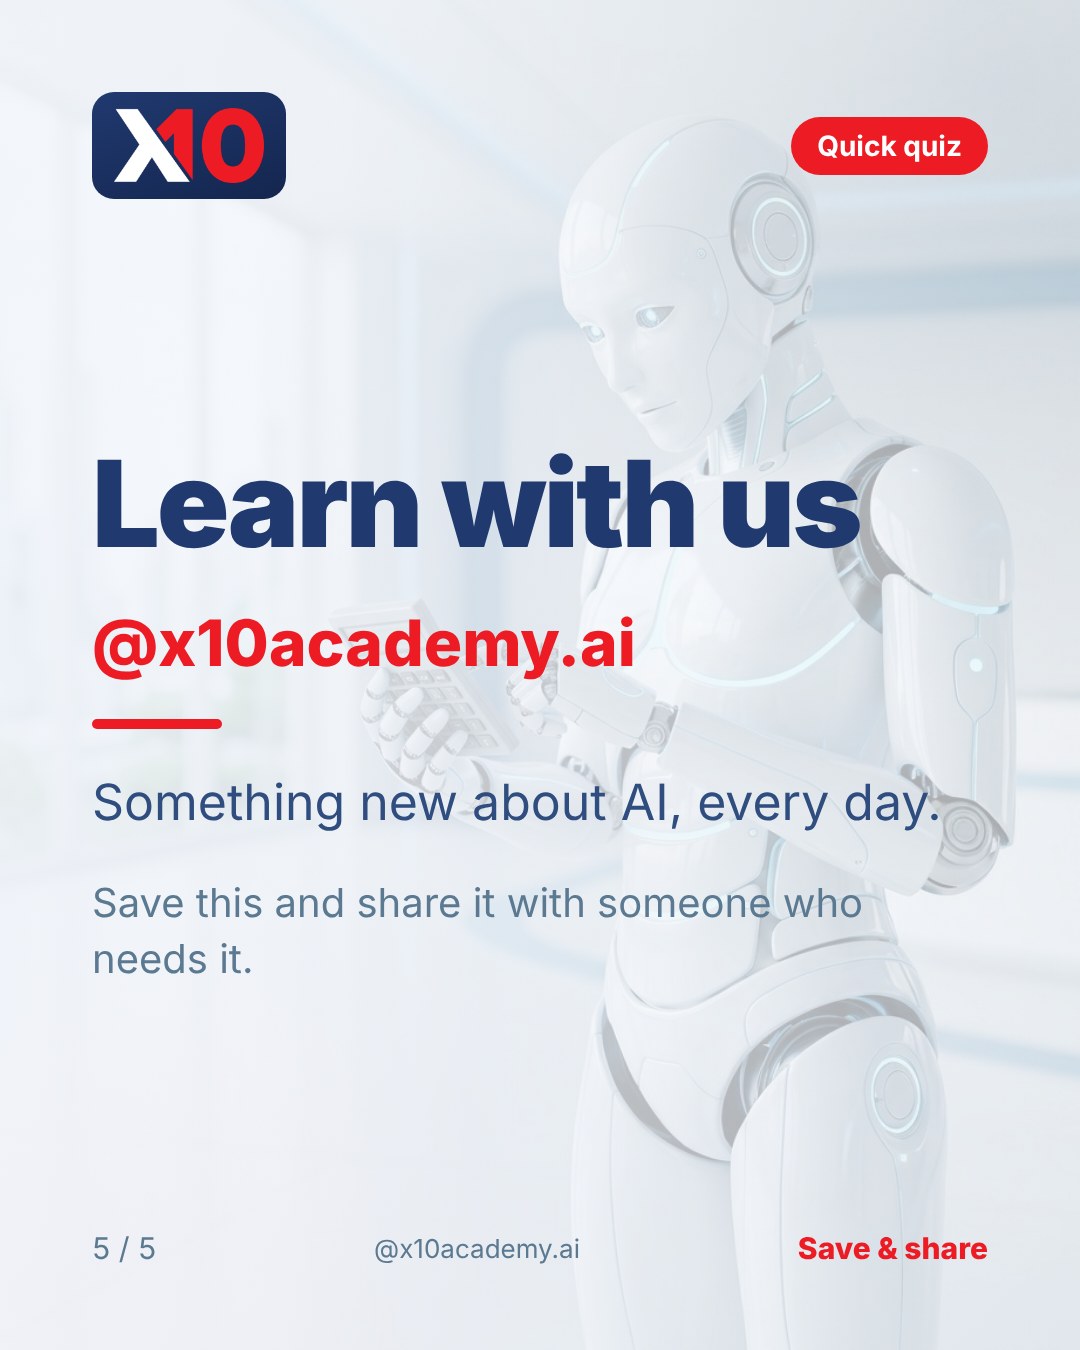 X10
Quick quiz
Learn with us
@x10academy.ai
Something new about AI, every day.
Save this and share it with someone who
needs it.
5 / 5
@x10academy.ai
Save & share